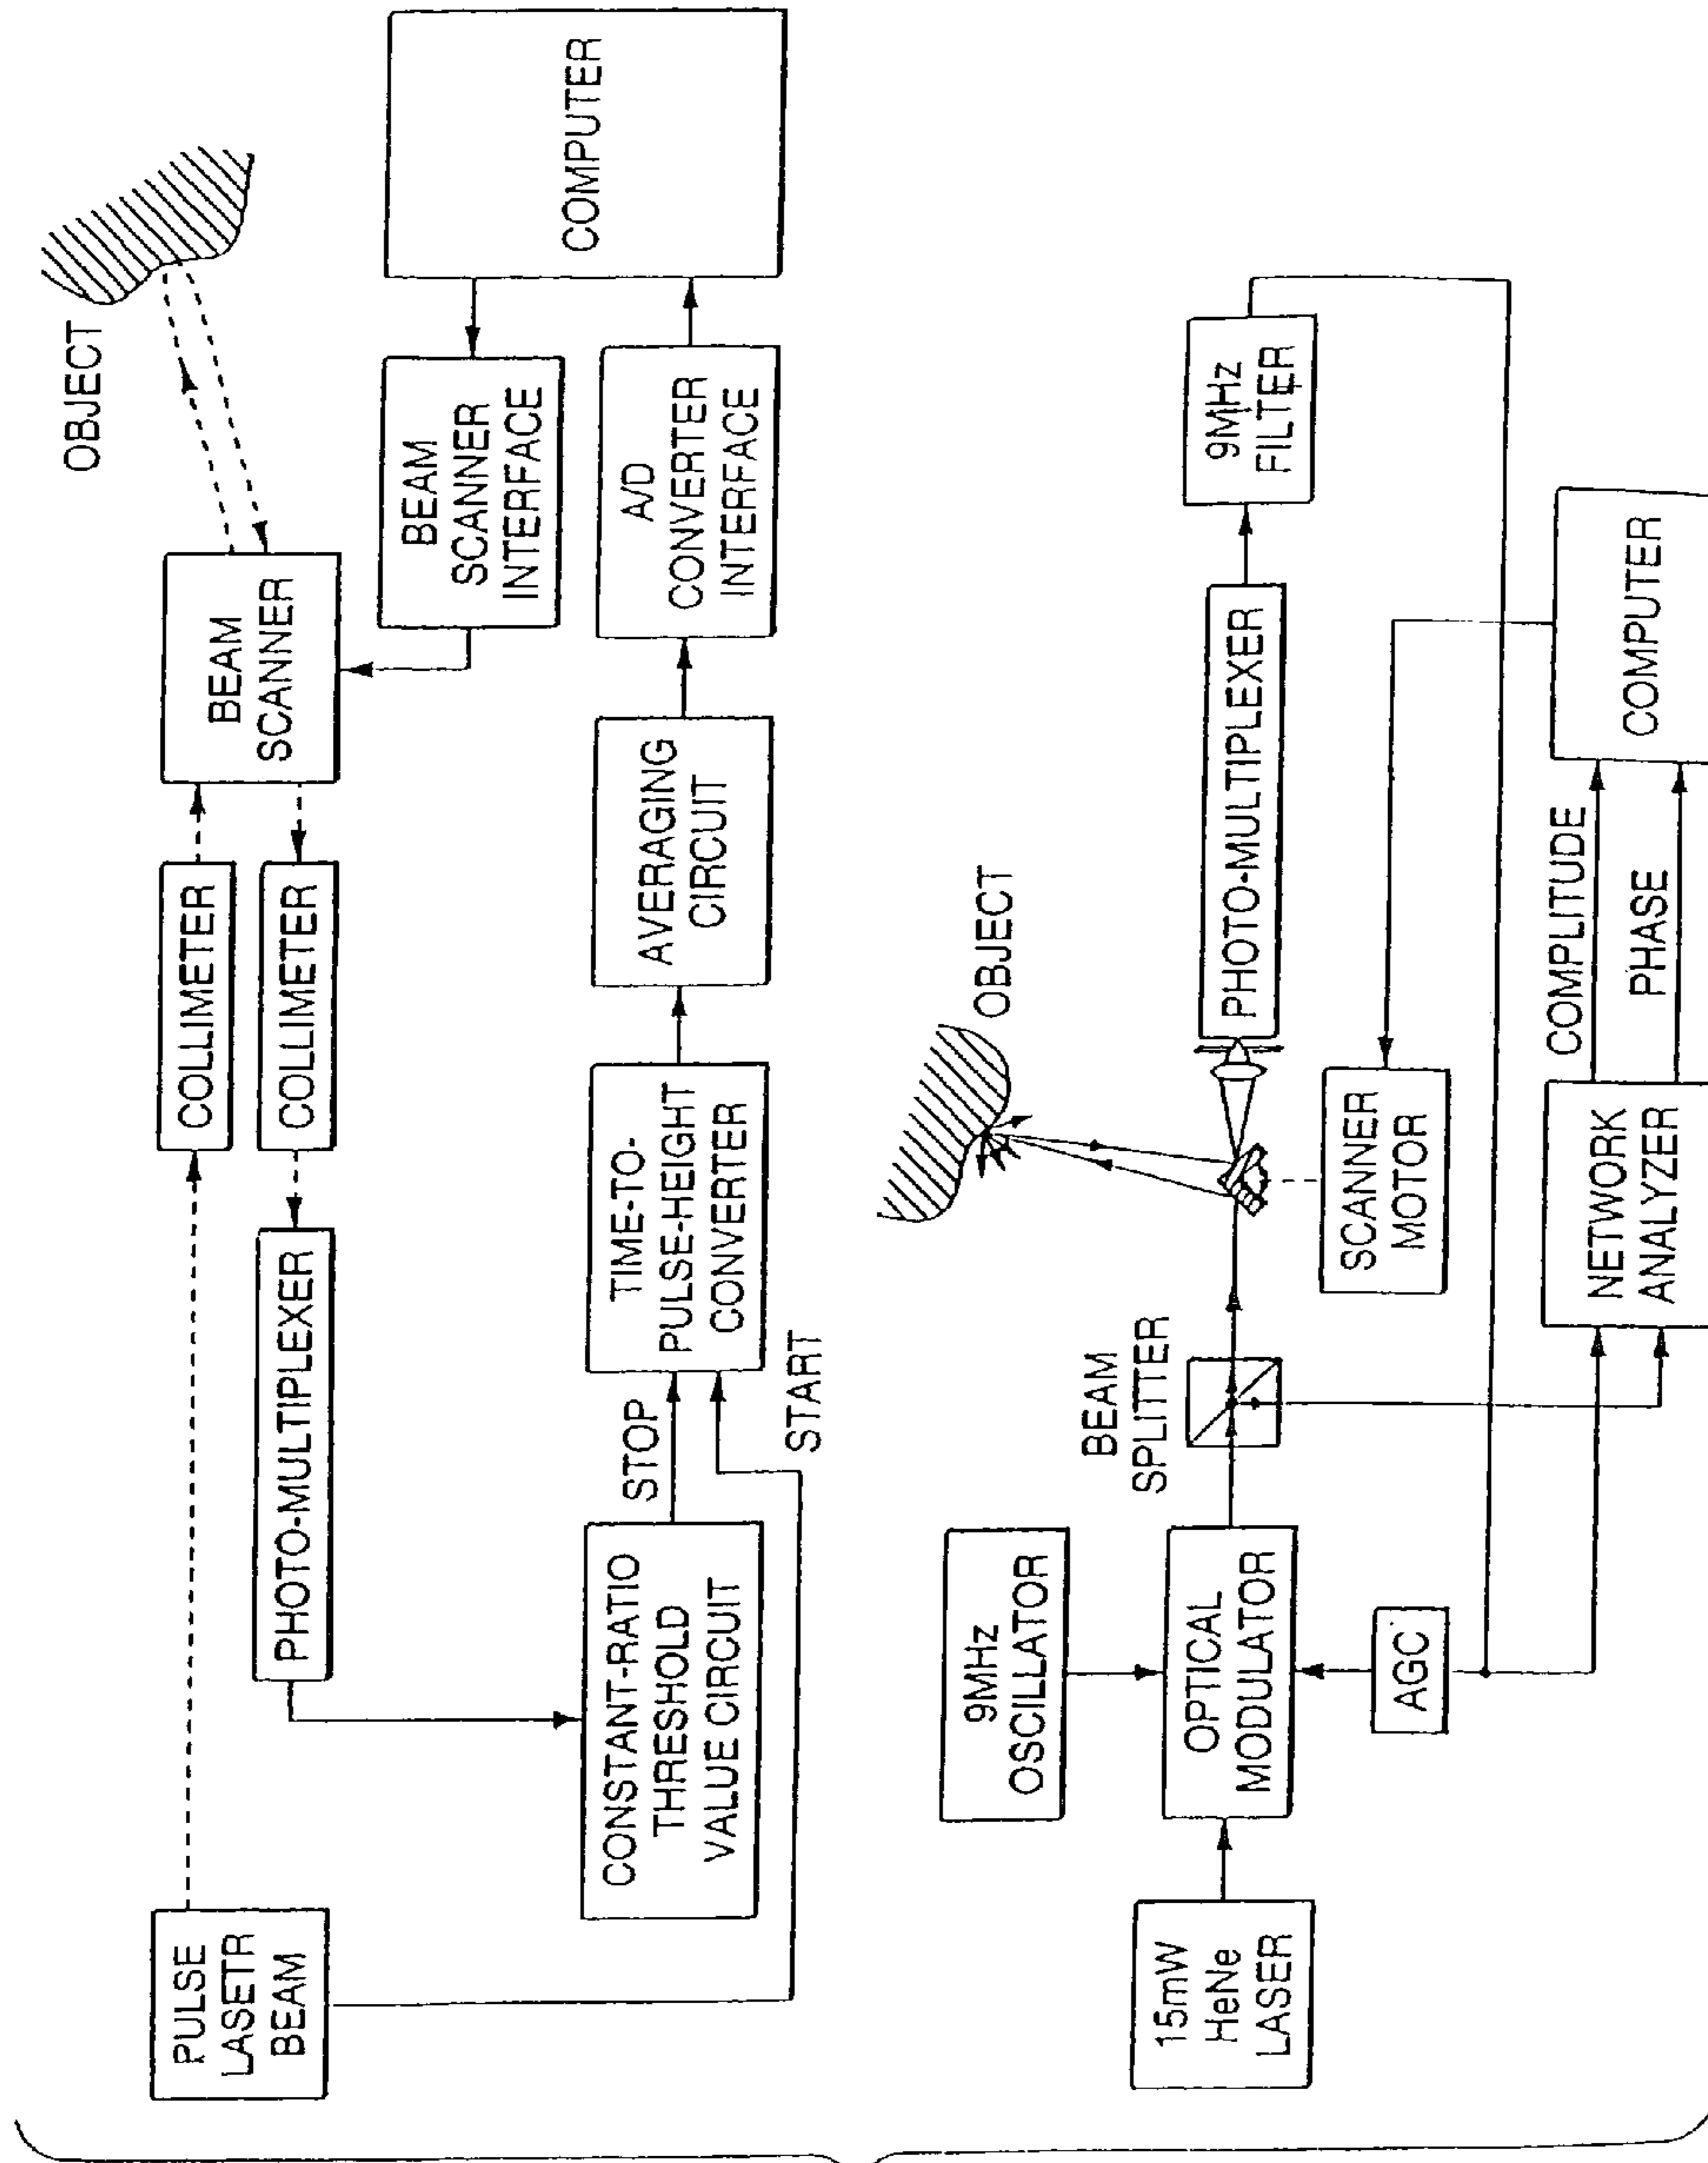 OBJECT
PULSE
LASETR
BEAM
COLLIMETER
COLLIMETER
BEAM
SCANNER
PHOTO-MULTIPLEXER
BEAM
SCANNER
INTERFACE
COMPUTER
CONSTANT-RATIO
THRESHOLD
VALUE CIRCUIT
STOP
START
TIME-TO-
PULSE-HEIGHT
CONVERTER
AVERAGING
CIRCUIT
A/D
CONVERTER
INTERFACE
9MHz
OSCILLATOR
OBJECT
15mW
HeNe
LASER
OPTICAL
MODULATOR
BEAM
SPLITTER
PHOTO-MULTIPLEXER
9MHz
FILTER
AGC
SCANNER
MOTOR
NETWORK
ANALYZER
COMPLITUDE
PHASE
COMPUTER